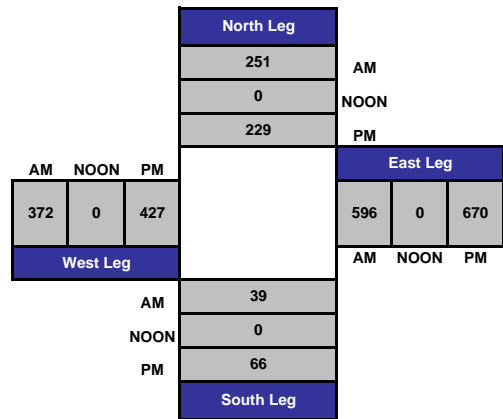 North Leg
251 AM
0 NOON
229 PM
AM NOON PM
East Leg
372 0 427
596 0 670
West Leg
AM NOON PM
AM 39
NOON 0
PM 66
South Leg